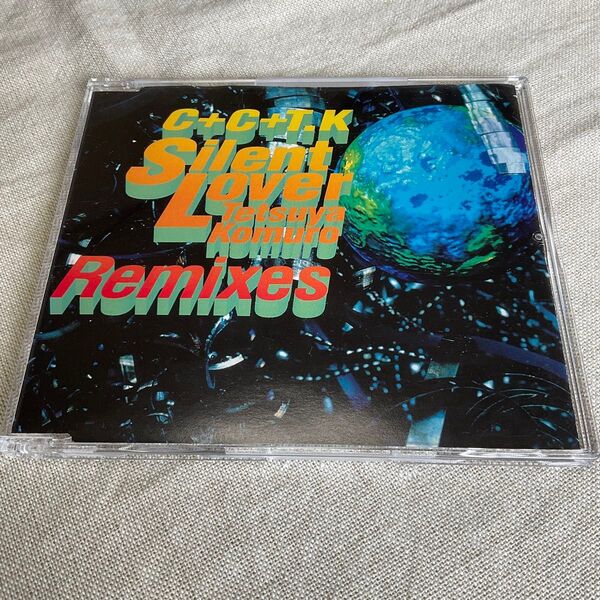 C+C+T.K
Silent
Lover
Tetsuya
Komuro
Remixes